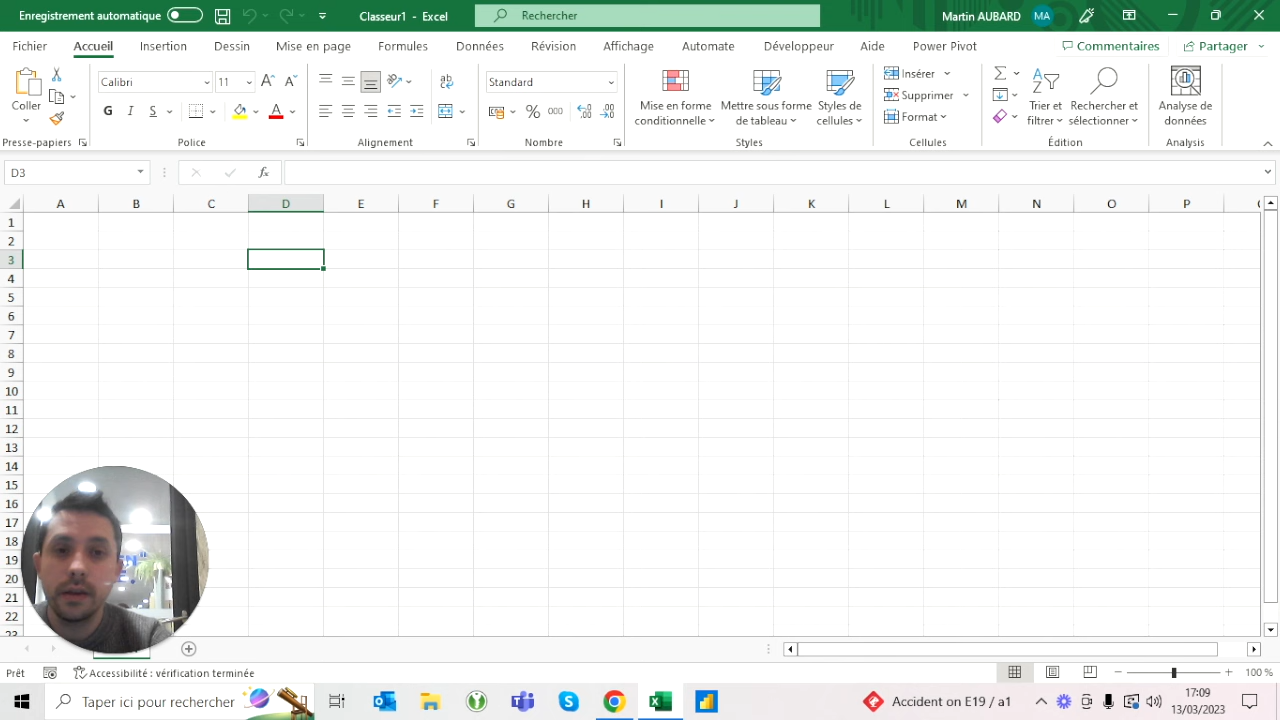 Enregistrement automatique
Classeur1 - Excel
Rechercher
Martin AUBARD
MA
Fichier
Accueil
Insertion
Dessin
Mise en page
Formules
Données
Révision
Affichage
Automate
Développeur
Aide
Power Pivot
Commentaires
Partager
Coller
Calibri
11
G
I
S
ab
Standard
%
000
Mise en forme
conditionnelle
Mettre sous forme
de tableau
Styles de
cellules
Insérer
Supprimer
Format
Trier et
filtrer
Rechercher et
sélectionner
Analyse de
données
Presse-papiers
Police
Alignement
Nombre
Styles
Cellules
Édition
Analysis
D3
fx
A B C D E F G H I J K L M N O P
1
2
3
4
5
6
7
8
9
10
11
12
13
14
15
16
17
18
19
20
21
22
23
Prêt
Accessibilité : vérification terminée
100 %
Taper ici pour rechercher
Accident on E19 / a1
17:09
13/03/2023